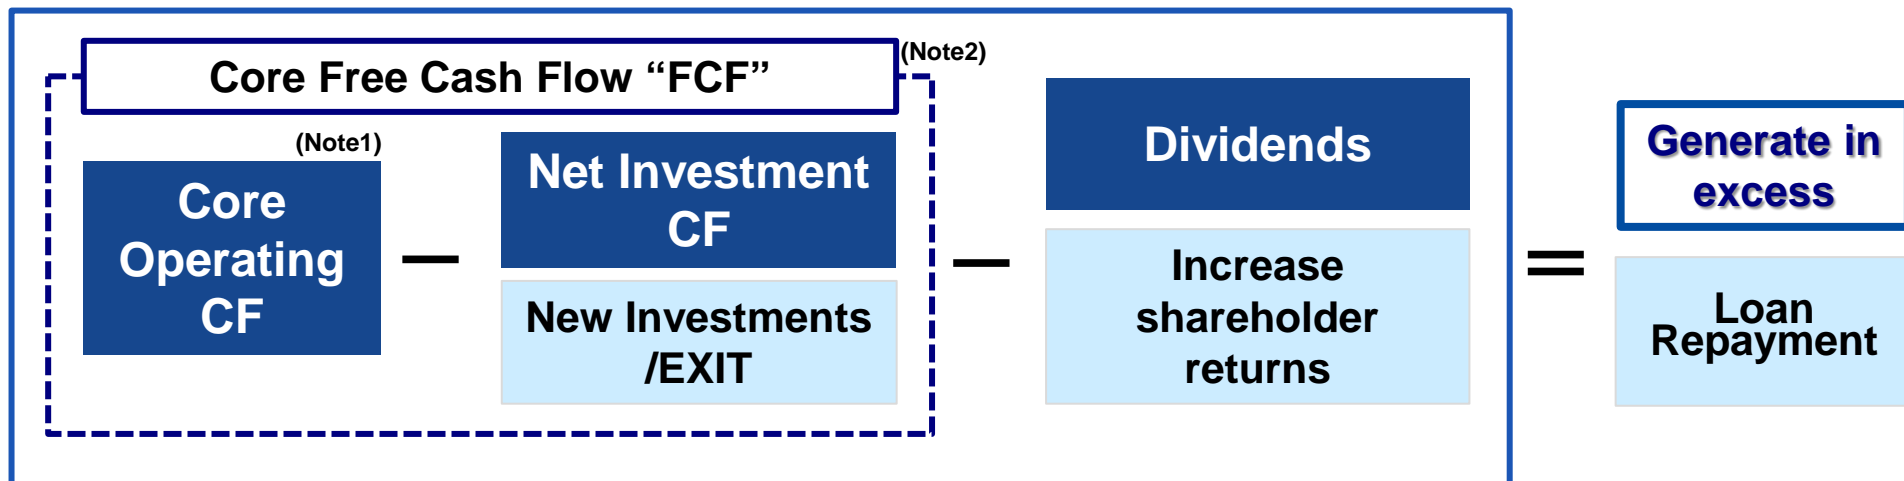 (Note2)
Core Free Cash Flow “FCF”
(Note1)
Core
Operating
CF
—
Net Investment
CF
New Investments
/EXIT
—
Dividends
Increase
shareholder
returns
=
Generate in
excess
Loan
Repayment